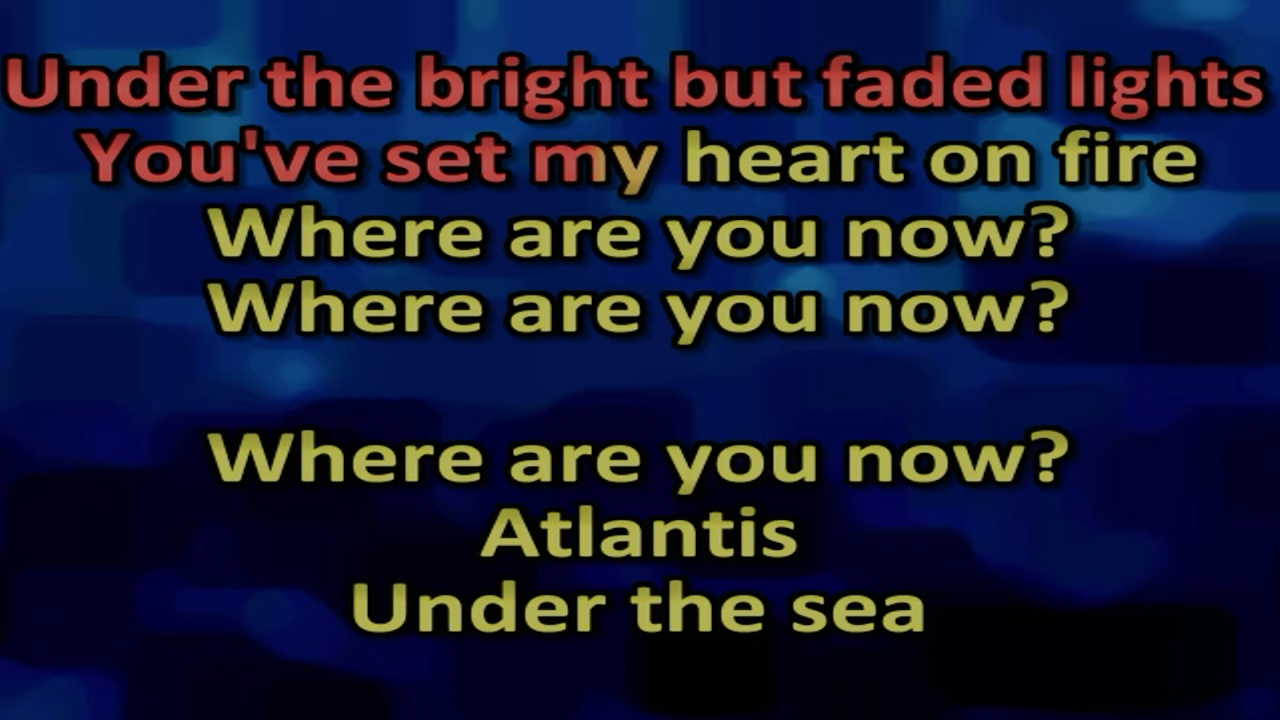 Under the bright but faded lights
You've set my heart on fire
Where are you now?
Where are you now?
Where are you now?
Atlantis
Under the sea